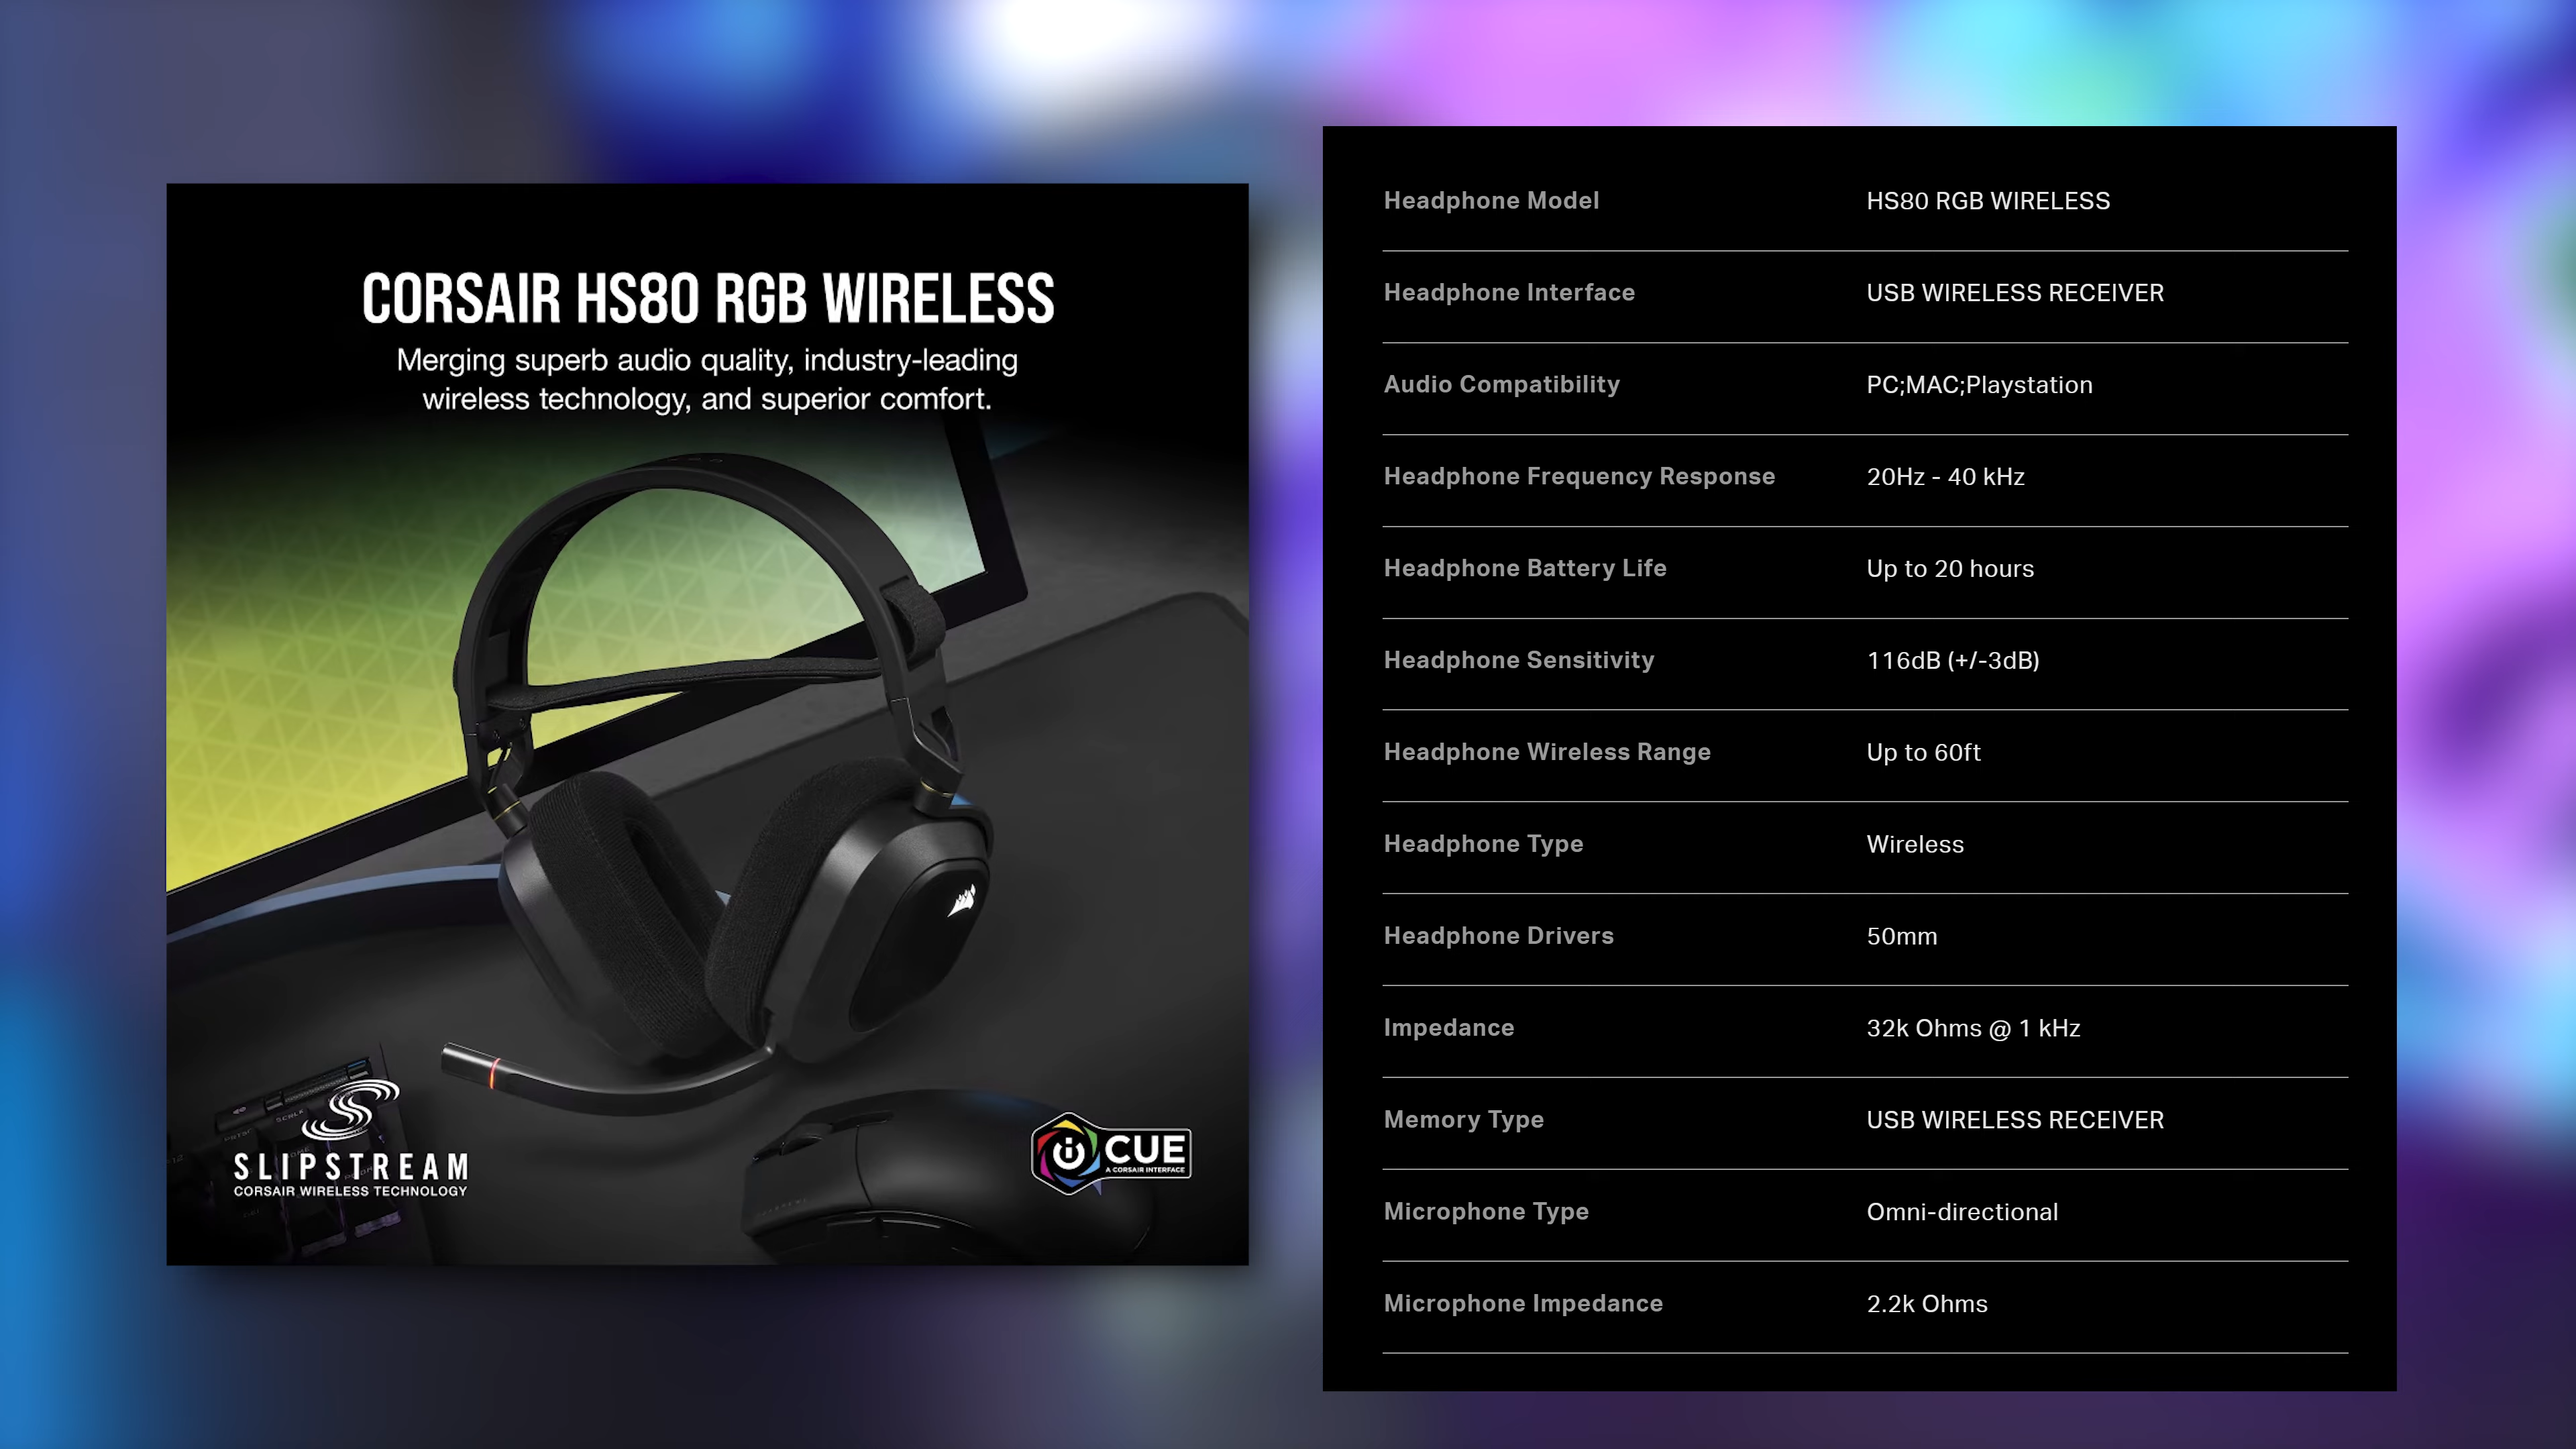 CORSAIR HS80 RGB WIRELESS
Merging superb audio quality, industry-leading
wireless technology, and superior comfort.
SLIPSTREAM
CORSAIR WIRELESS TECHNOLOGY
iCUE
A CORSAIR INTERFACE
Headphone Model HS80 RGB WIRELESS
Headphone Interface USB WIRELESS RECEIVER
Audio Compatibility PC;MAC;Playstation
Headphone Frequency Response 20Hz - 40 kHz
Headphone Battery Life Up to 20 hours
Headphone Sensitivity 116dB (+/-3dB)
Headphone Wireless Range Up to 60ft
Headphone Type Wireless
Headphone Drivers 50mm
Impedance 32k Ohms @ 1 kHz
Memory Type USB WIRELESS RECEIVER
Microphone Type Omni-directional
Microphone Impedance 2.2k Ohms